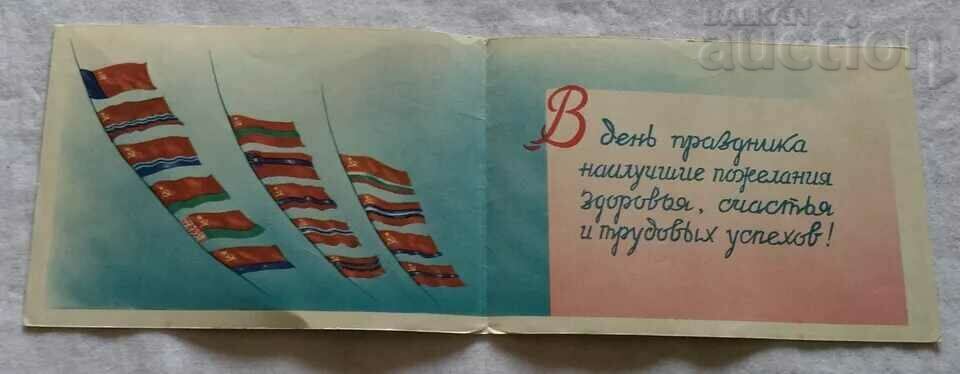 BALKAN
auction
В день праздника
наилучшие пожелания
здоровья, счастья
и трудовых успехов!